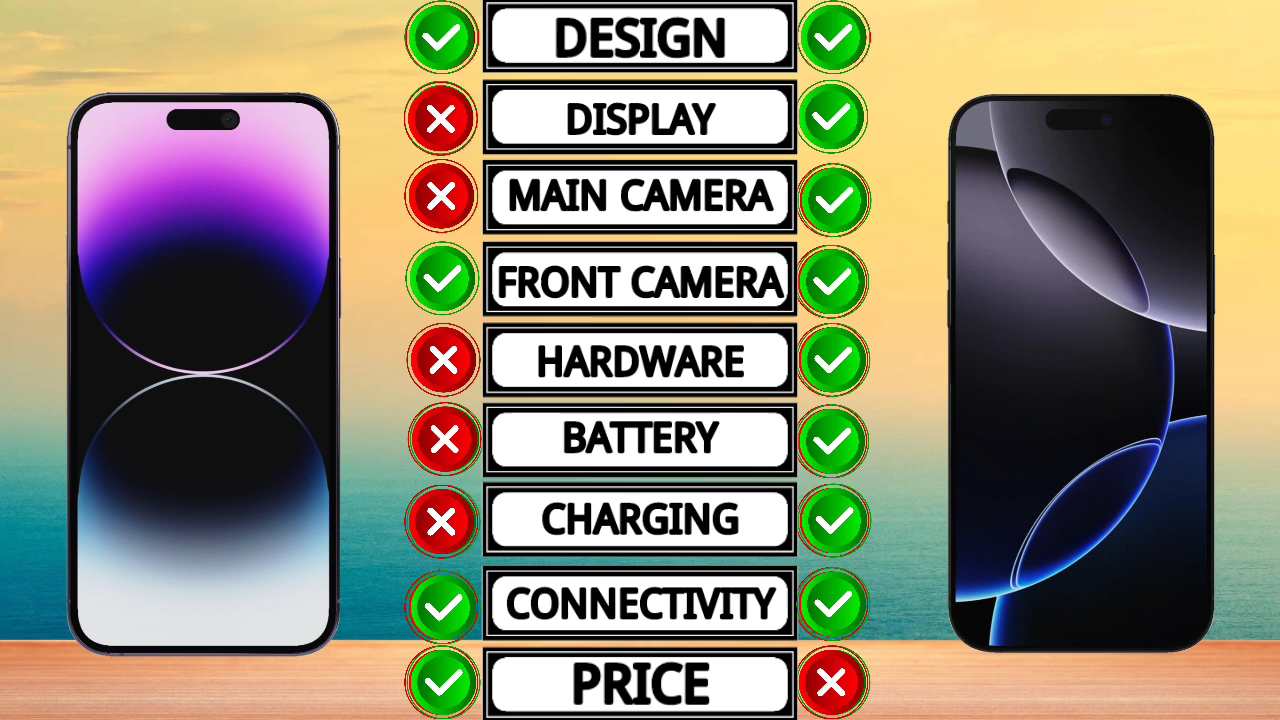 DESIGN
DISPLAY
MAIN CAMERA
FRONT CAMERA
HARDWARE
BATTERY
CHARGING
CONNECTIVITY
PRICE